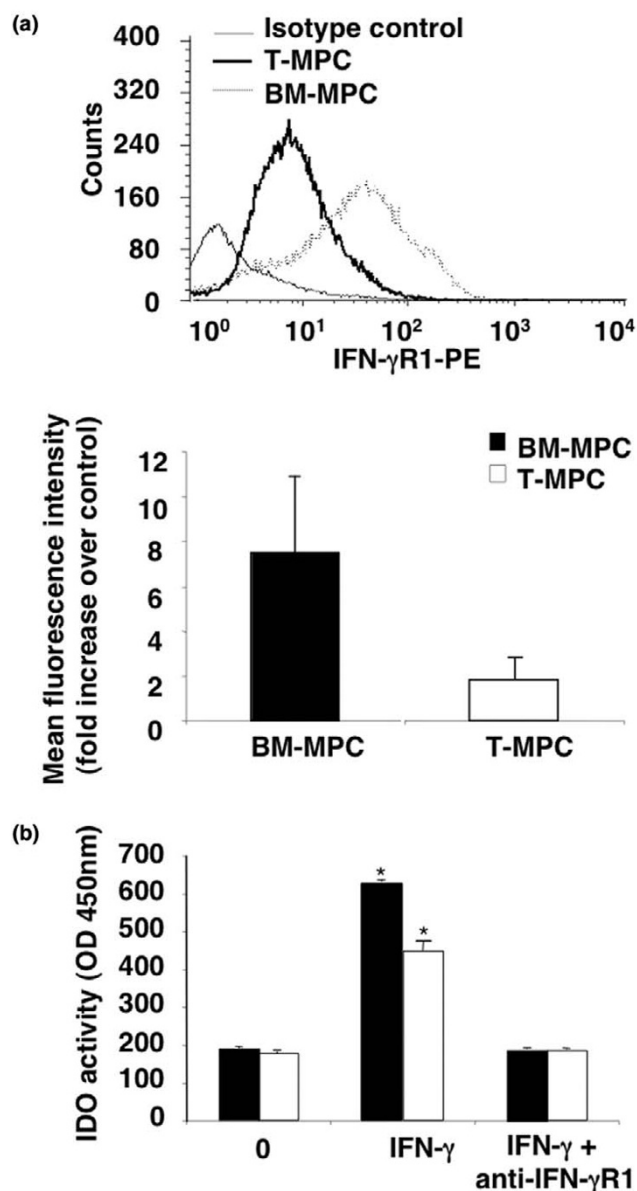 (a)
400
320
240
160
80
0
Counts
Isotype control
T-MPC
BM-MPC
10⁰ 10¹ 10² 10³ 10⁴
IFN-γR1-PE
Mean fluorescence intensity
(fold increase over control)
12
10
8
6
4
2
0
BM-MPC
T-MPC
BM-MPC T-MPC
(b)
IDO activity (OD 450nm)
700
600
500
400
300
200
100
0
* *
0 IFN-γ IFN-γ +
anti-IFN-γR1